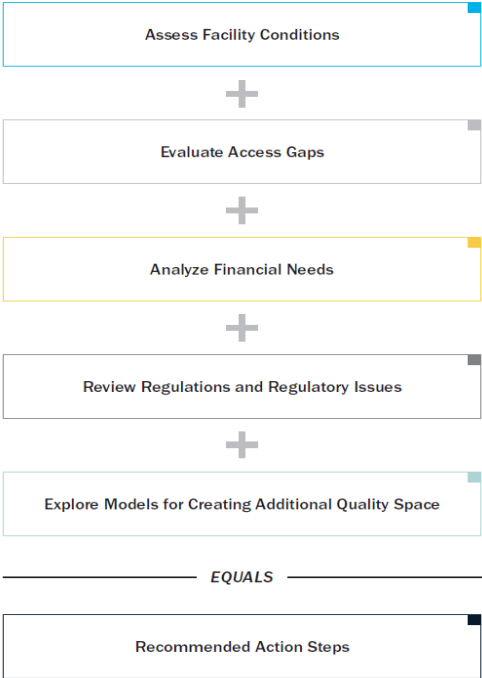 Assess Facility Conditions
+
Evaluate Access Gaps
+
Analyze Financial Needs
+
Review Regulations and Regulatory Issues
+
Explore Models for Creating Additional Quality Space
EQUALS
Recommended Action Steps